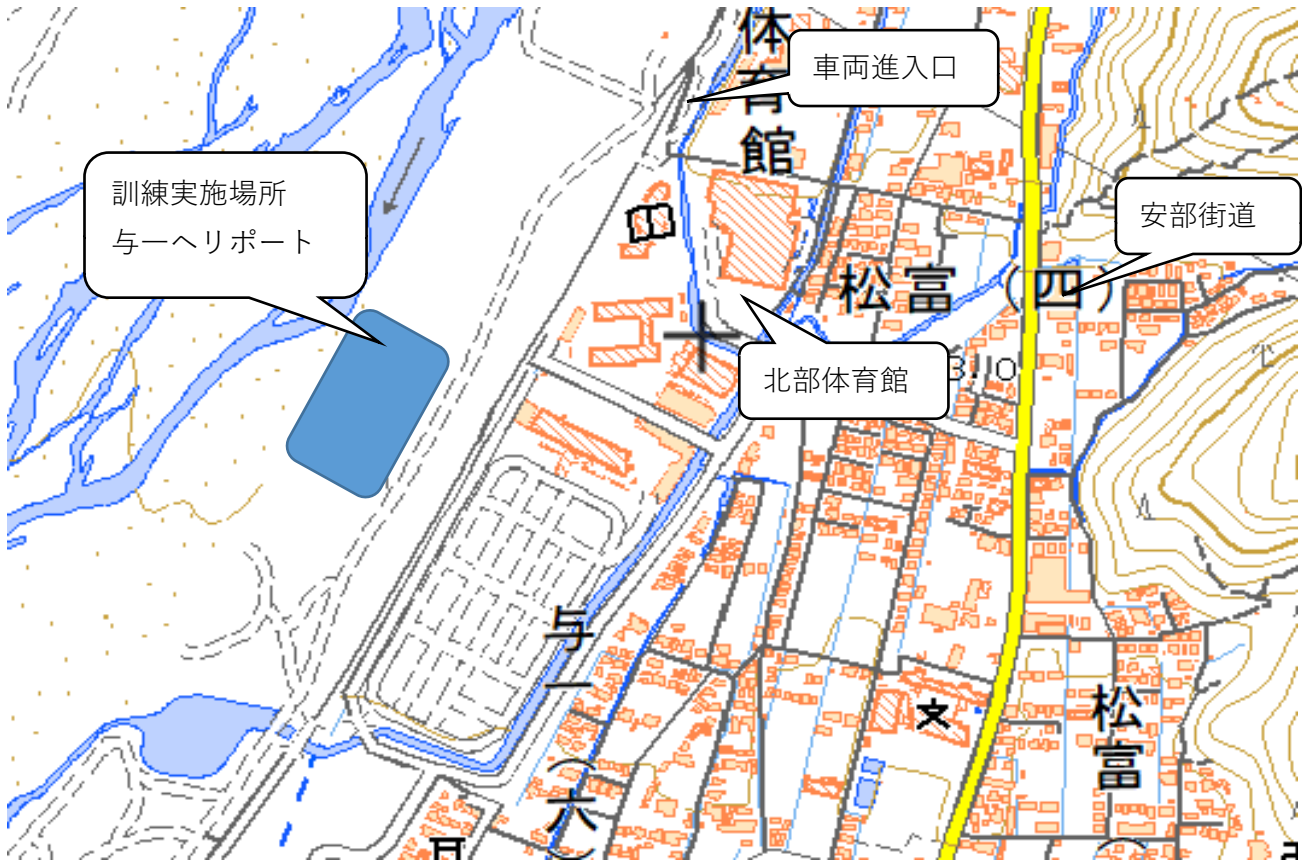 体育館
車両進入口
訓練実施場所
与一ヘリポート
安部街道
松富（四）
北部体育館
与一（六）
松富（